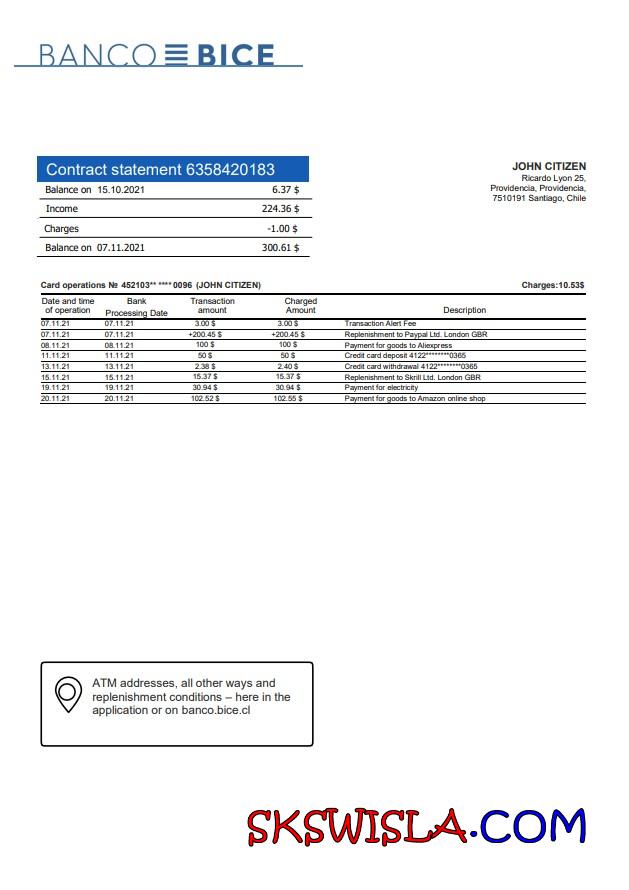 BANCO BICE
Contract statement 6358420183
Balance on 15.10.2021 6.37 $
Income 224.36 $
Charges -1.00 $
Balance on 07.11.2021 300.61 $
JOHN CITIZEN
Ricardo Lyon 25,
Providencia, Providencia,
7510191 Santiago, Chile
Card operations № 452103** ****0096 (JOHN CITIZEN) Charges:10.53$
Date and time of operation Bank Processing Date Transaction amount Charged Amount Description
07.11.21 07.11.21 3.00 $ 3.00 $ Transaction Alert Fee
07.11.21 07.11.21 +200.45 $ +200.45 $ Replenishment to Paypal Ltd. London GBR
08.11.21 08.11.21 100 $ 100 $ Payment for goods to Aliexpress
11.11.21 11.11.21 50 $ 50 $ Credit card deposit 4122********0365
13.11.21 13.11.21 2.38 $ 2.40 $ Credit card withdrawal 4122********0365
15.11.21 15.11.21 15.37 $ 15.37 $ Replenishment to Skrill Ltd. London GBR
19.11.21 19.11.21 30.94 $ 30.94 $ Payment for electricity
20.11.21 20.11.21 102.52 $ 102.55 $ Payment for goods to Amazon online shop
ATM addresses, all other ways and
replenishment conditions – here in the
application or on banco.bice.cl
SKSWISLA.COM